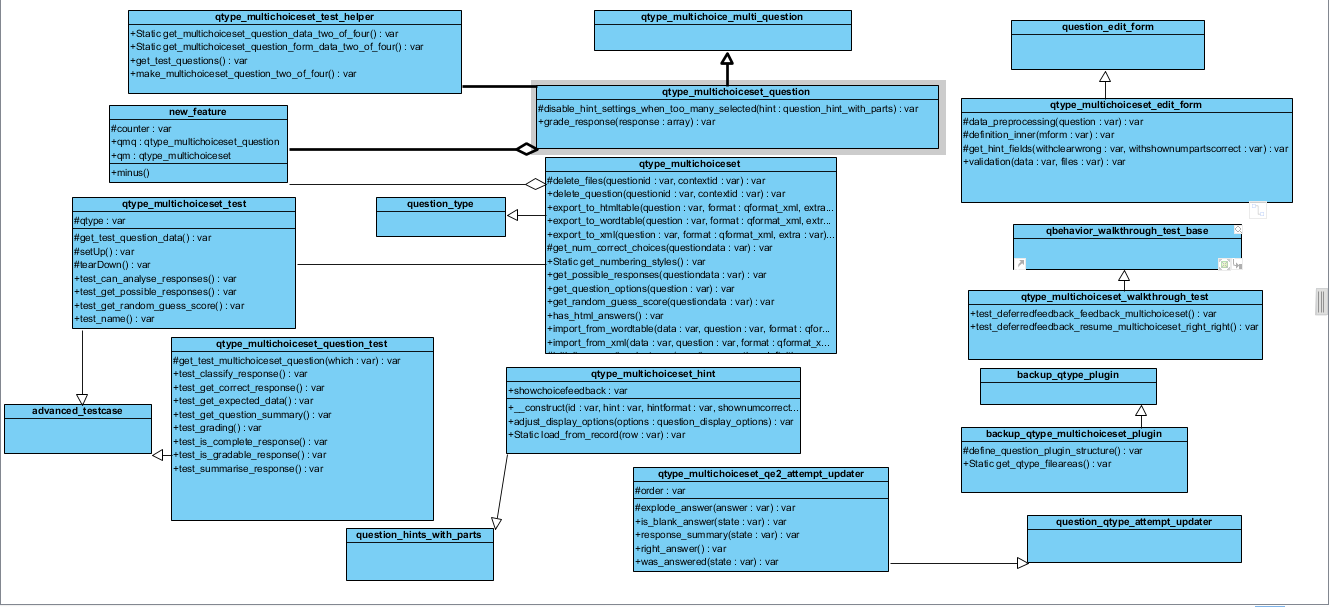 qtype_multichoiceset_test_helper
+Static get_multichoiceset_question_data_two_of_four() : var
+Static get_multichoiceset_question_form_data_two_of_four() : var
+get_test_questions() : var
+make_multichoiceset_question_two_of_four() : var
qtype_multichoice_multi_question
question_edit_form
qtype_multichoiceset_question
#disable_hint_settings_when_too_many_selected(hint : question_hint_with_parts) : var
+grade_response(response : array) : var
new_feature
#counter : var
+qmq : qtype_multichoiceset_question
+qm : qtype_multichoiceset
+minus()
qtype_multichoiceset_edit_form
#data_preprocessing(question : var) : var
#definition_inner(mform : var) : var
#get_hint_fields(withclearwrong : var, withshownumpartscorrect : var) : var
+validation(data : var, files : var) : var
qtype_multichoiceset
#delete_files(questionid : var, contextid : var) : var
+delete_question(questionid : var, contextid : var) : var
+export_to_htmltable(question : var, format : qformat_xml, extra...
+export_to_wordtable(question : var, format : qformat_xml, extr...
+export_to_xml(question : var, format : qformat_xml, extra : var)...
#get_num_correct_choices(questiondata : var) : var
+Static get_numbering_styles() : var
+get_possible_responses(questiondata : var) : var
+get_question_options(question : var) : var
+get_random_guess_score(questiondata : var) : var
+has_html_answers() : var
+import_from_wordtable(data : var, question : var, format : qfor...
+import_from_xml(data : var, question : var, format : qformat_x...
question_type
qtype_multichoiceset_test
#qtype : var
#get_test_question_data() : var
#setUp() : var
#tearDown() : var
+test_can_analyse_responses() : var
+test_get_possible_responses() : var
+test_get_random_guess_score() : var
+test_name() : var
qbehavior_walkthrough_test_base
qtype_multichoiceset_walkthrough_test
+test_deferredfeedback_feedback_multichoiceset() : var
+test_deferredfeedback_resume_multichoiceset_right_right() : var
qtype_multichoiceset_question_test
#get_test_multichoiceset_question(which : var) : var
+test_classify_response() : var
+test_get_correct_response() : var
+test_get_expected_data() : var
+test_get_question_summary() : var
+test_grading() : var
+test_is_complete_response() : var
+test_is_gradable_response() : var
+test_summarise_response() : var
advanced_testcase
qtype_multichoiceset_hint
+showchoicefeedback : var
+__construct(id : var, hint : var, hintformat : var, shownumcorrect...
+adjust_display_options(options : question_display_options) : var
+Static load_from_record(row : var) : var
backup_qtype_plugin
backup_qtype_multichoiceset_plugin
#define_question_plugin_structure() : var
+Static get_qtype_fileareas() : var
qtype_multichoiceset_qe2_attempt_updater
#order : var
#explode_answer(answer : var) : var
+is_blank_answer(state : var) : var
+response_summary(state : var) : var
+right_answer() : var
+was_answered(state : var) : var
question_hints_with_parts
question_qtype_attempt_updater